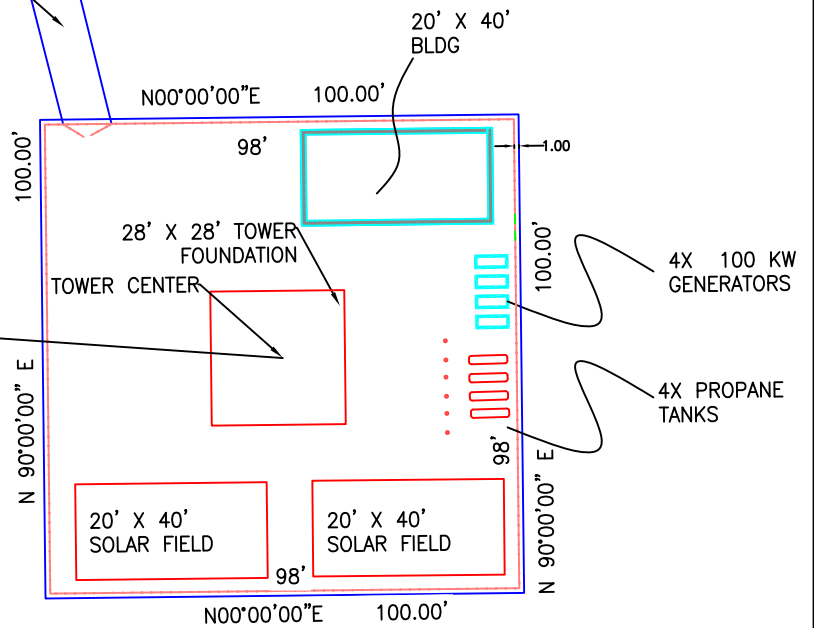 20' X 40'
BLDG
N00°00'00"E 100.00'
100.00'
98'
1.00
28' X 28' TOWER
FOUNDATION
TOWER CENTER
100.00'
4X 100 KW
GENERATORS
N 90°00'00" E
4X PROPANE
TANKS
98'
N 90°00'00" E
20' X 40'
SOLAR FIELD
20' X 40'
SOLAR FIELD
98'
N00°00'00"E 100.00'